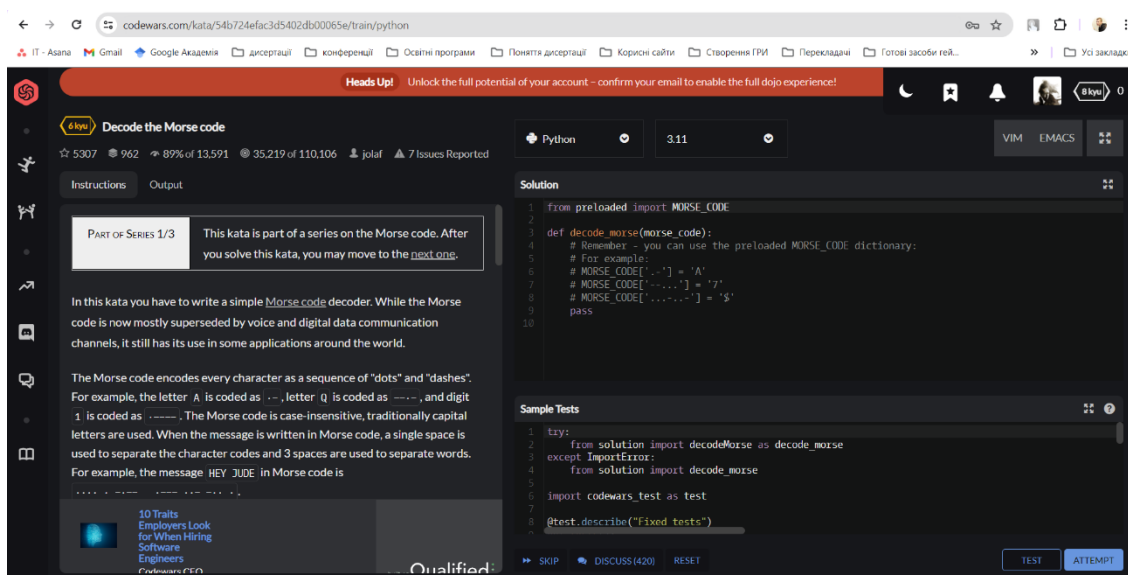 codewars.com/kata/54b724efac3d5402db00065e/train/python
IT - Asana Gmail Google Академія дисертації конференції Освітні програми Поняття дисертації Корисні сайти Створення ГРИ Перекладачі Готові засоби гей... » Усі закладк
Heads Up! Unlock the full potential of your account – confirm your email to enable the full dojo experience!
8 kyu 0
6 kyu Decode the Morse code
5307 962 89% of 13,591 35,219 of 110,106 jolaf 7 Issues Reported
Python 3.11 VIM EMACS
Instructions Output
PART OF SERIES 1/3
This kata is part of a series on the Morse code. After
you solve this kata, you may move to the next one.
In this kata you have to write a simple Morse code decoder. While the Morse
code is now mostly superseded by voice and digital data communication
channels, it still has its use in some applications around the world.
The Morse code encodes every character as a sequence of "dots" and "dashes".
For example, the letter A is coded as ·−, letter Q is coded as −−·−, and digit
1 is coded as ·−−−−. The Morse code is case-insensitive, traditionally capital
letters are used. When the message is written in Morse code, a single space is
used to separate the character codes and 3 spaces are used to separate words.
For example, the message HEY JUDE in Morse code is
···· · −·−−   ·−−− ··− −·· ·.
10 Traits
Employers Look
for When Hiring
Software
Engineers
Codewars CEO
Qualified
Solution
1 from preloaded import MORSE_CODE
2
3 def decode_morse(morse_code):
4     # Remember - you can use the preloaded MORSE_CODE dictionary:
5     # For example:
6     # MORSE_CODE['.-'] = 'A'
7     # MORSE_CODE['--...'] = '7'
8     # MORSE_CODE['...-..-'] = '$'
9     pass
10
Sample Tests
1 try:
2     from solution import decodeMorse as decode_morse
3 except ImportError:
4     from solution import decode_morse
5
6 import codewars_test as test
7
8 @test.describe("Fixed tests")
SKIP DISCUSS (420) RESET TEST ATTEMPT